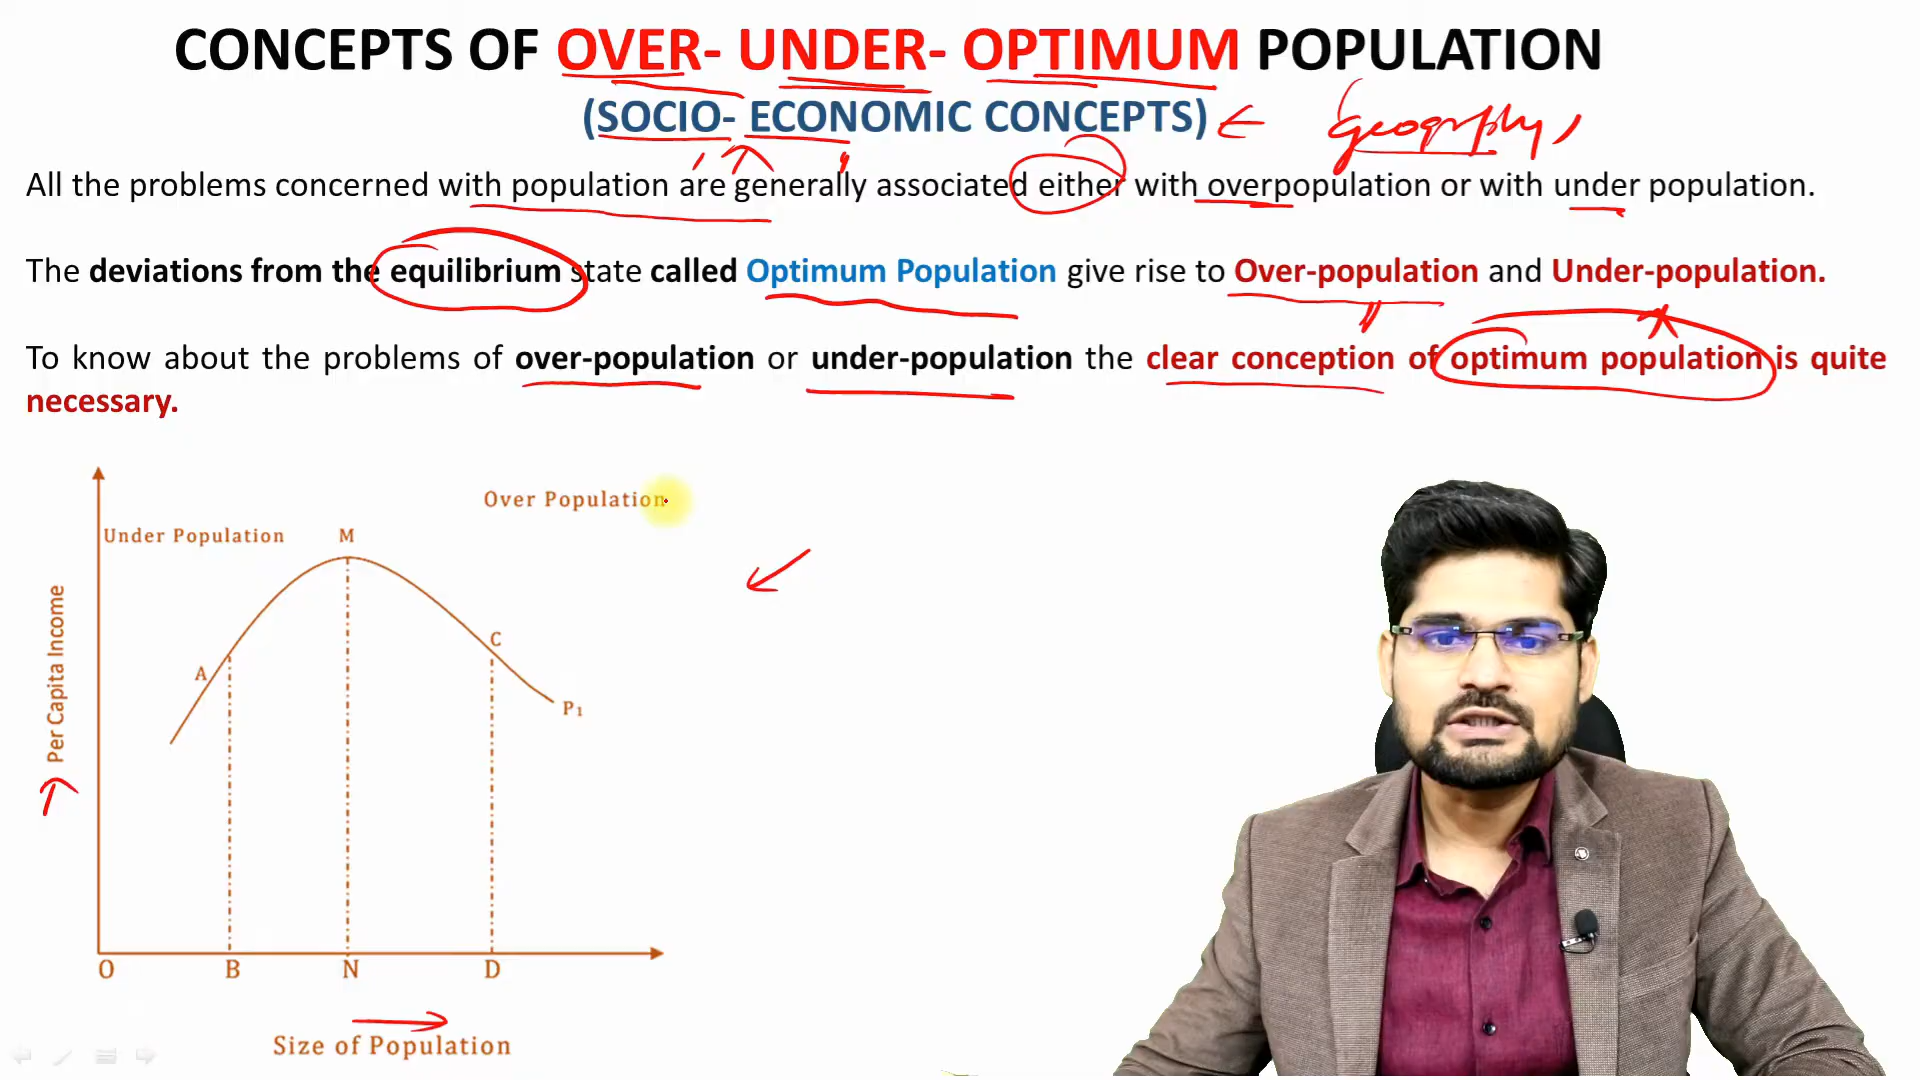 CONCEPTS OF OVER- UNDER- OPTIMUM POPULATION
(SOCIO- ECONOMIC CONCEPTS)
geography,
All the problems concerned with population are generally associated either with overpopulation or with under population.
The deviations from the equilibrium state called Optimum Population give rise to Over-population and Under-population.
To know about the problems of over-population or under-population the clear conception of optimum population is quite
necessary.
Over Population
Under Population
M
C
A
P1
Per Capita Income
O B N D
Size of Population